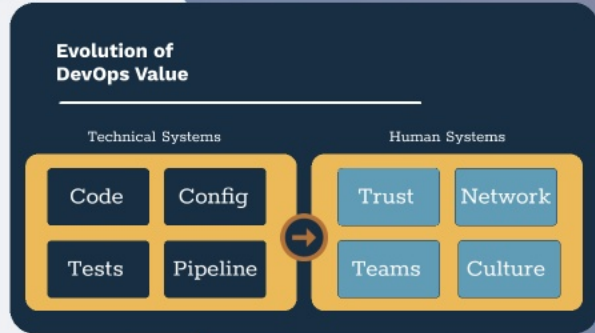 Evolution of
DevOps Value
Technical Systems
Human Systems
Code
Config
Tests
Pipeline
Trust
Network
Teams
Culture